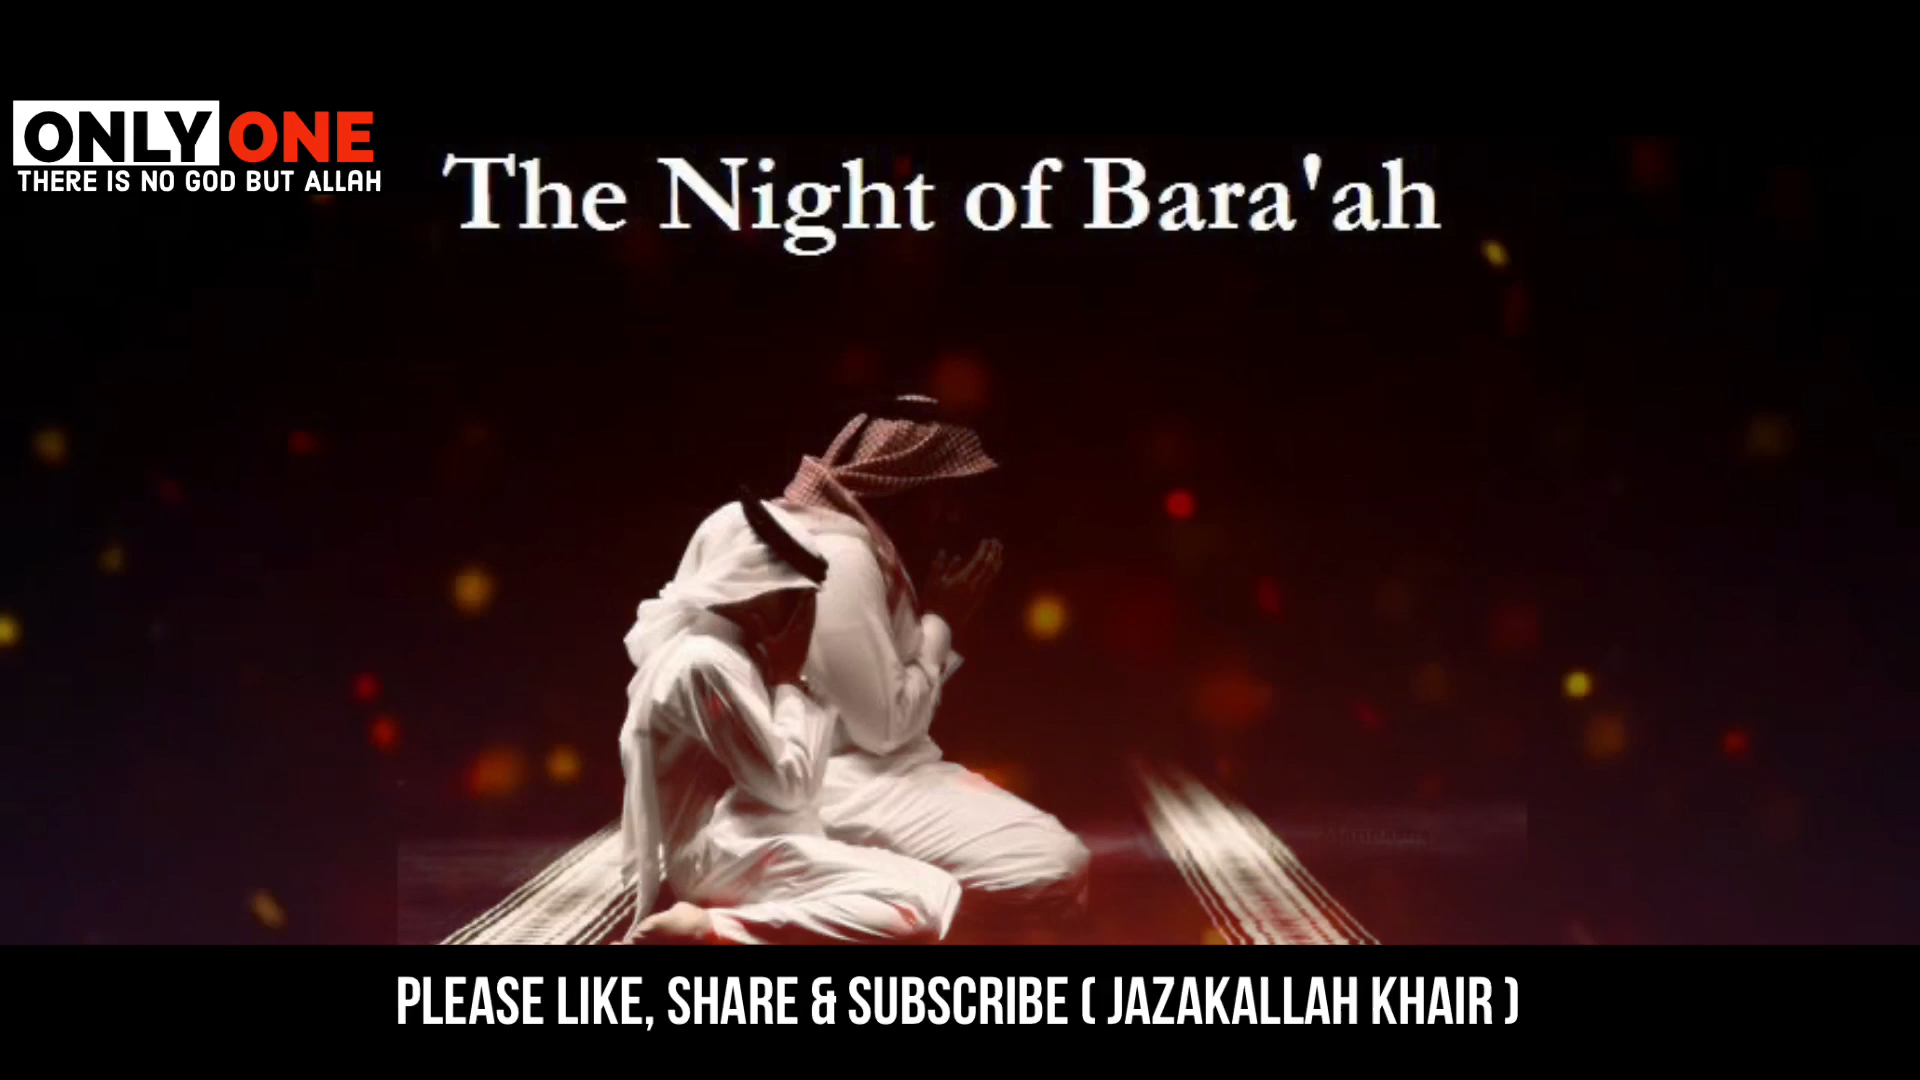 ONLY ONE
THERE IS NO GOD BUT ALLAH
The Night of Bara'ah
PLEASE LIKE, SHARE & SUBSCRIBE ( JAZAKALLAH KHAIR )